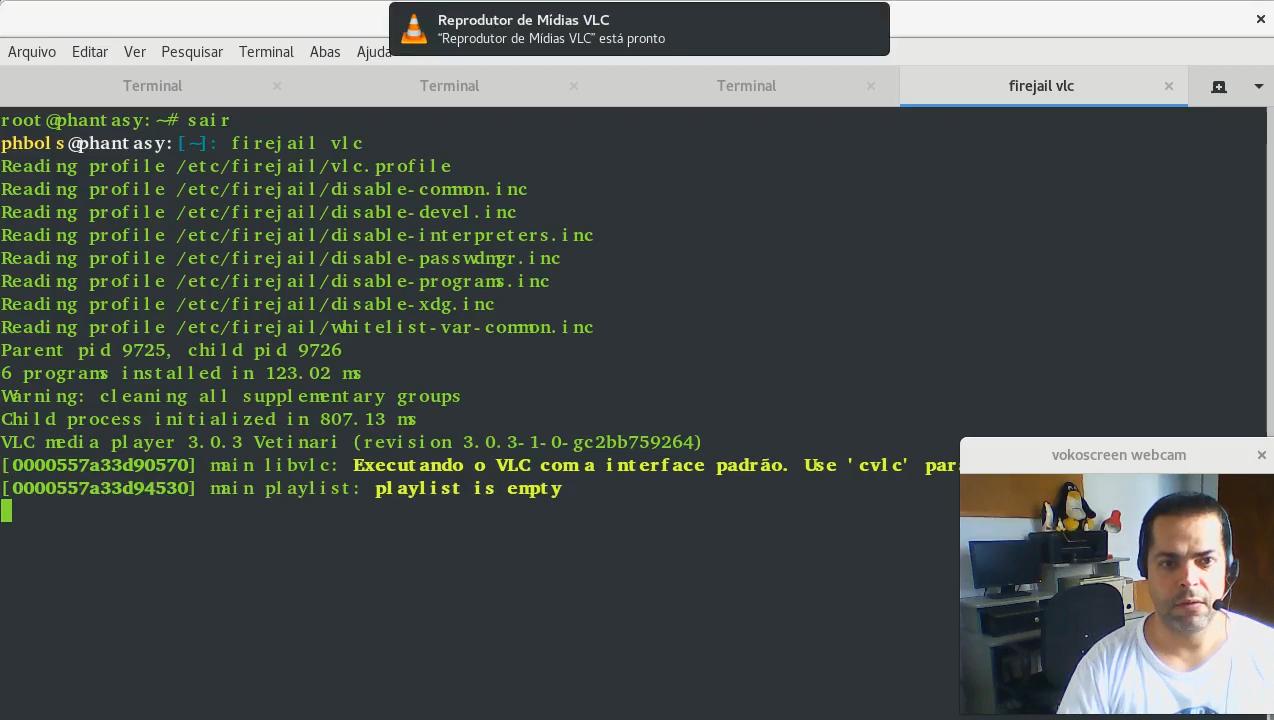 Reprodutor de Mídias VLC
“Reprodutor de Mídias VLC” está pronto
Arquivo Editar Ver Pesquisar Terminal Abas Ajuda
Terminal Terminal Terminal firejail vlc
root@phantasy:~# sair
phbols@phantasy:[~]: firejail vlc
Reading profile /etc/firejail/vlc.profile
Reading profile /etc/firejail/disable-common.inc
Reading profile /etc/firejail/disable-devel.inc
Reading profile /etc/firejail/disable-interpreters.inc
Reading profile /etc/firejail/disable-passwdmgr.inc
Reading profile /etc/firejail/disable-programs.inc
Reading profile /etc/firejail/disable-xdg.inc
Reading profile /etc/firejail/whitelist-var-common.inc
Parent pid 9725, child pid 9726
6 programs installed in 123.02 ms
Warning: cleaning all supplementary groups
Child process initialized in 807.13 ms
VLC media player 3.0.3 Vetinari (revision 3.0.3-1-0-gc2bb759264)
[0000557a33d90570] main libvlc: Executando o VLC com a interface padrão. Use 'cvlc'
[0000557a33d94530] main playlist: playlist is empty
vokoscreen webcam